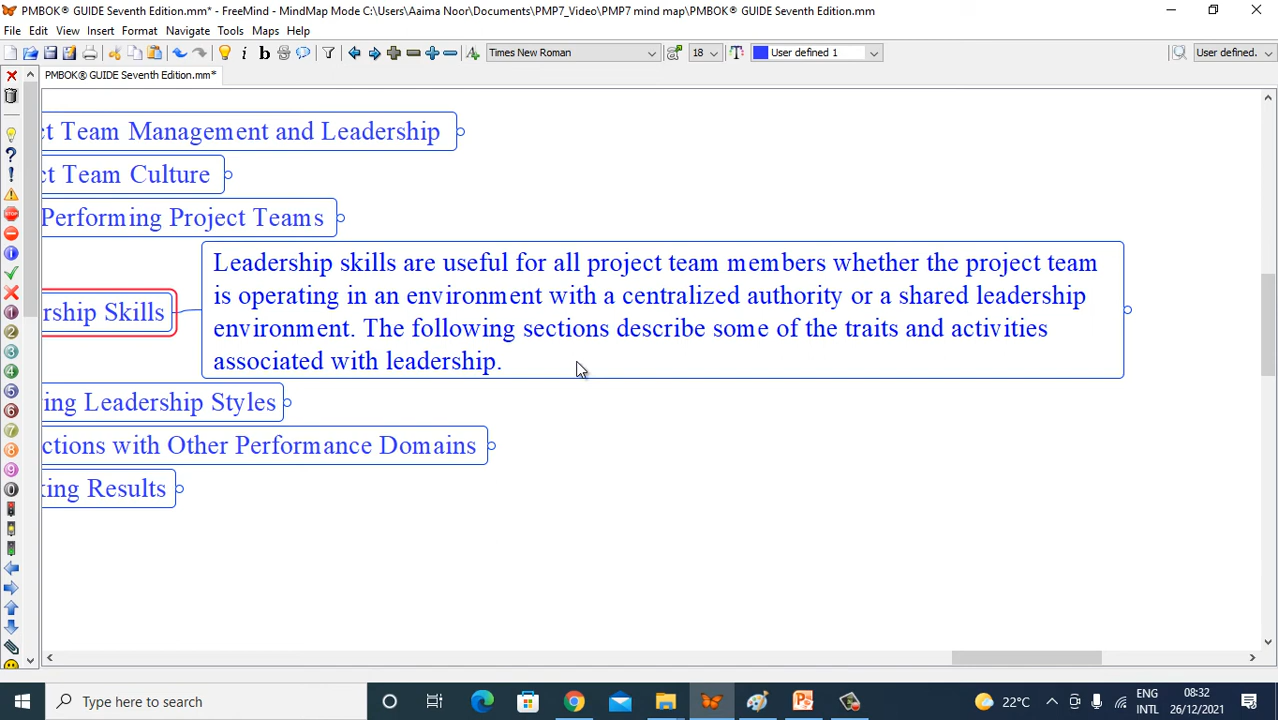 PMBOK® GUIDE Seventh Edition.mm* - FreeMind - MindMap Mode C:\Users\Aaima Noor\Documents\PMP7_Video\PMP7 mind map\PMBOK® GUIDE Seventh Edition.mm
File Edit View Insert Format Navigate Tools Maps Help
Times New Roman 18 User defined 1 User defined.
PMBOK® GUIDE Seventh Edition.mm*
ct Team Management and Leadership
ct Team Culture
Performing Project Teams
Leadership skills are useful for all project team members whether the project team
is operating in an environment with a centralized authority or a shared leadership
environment. The following sections describe some of the traits and activities
associated with leadership.
rship Skills
ring Leadership Styles
ctions with Other Performance Domains
king Results
Type here to search
22°C
ENG
INTL
08:32
26/12/2021